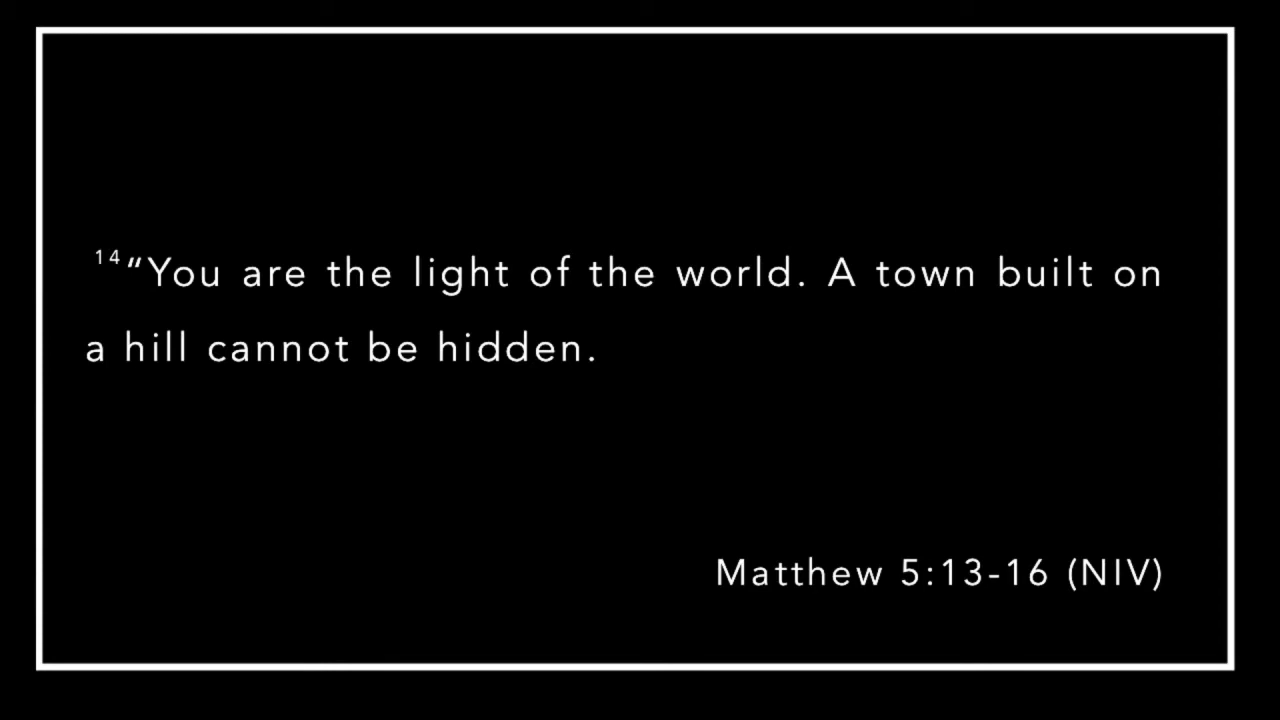 ¹⁴“You are the light of the world. A town built on
a hill cannot be hidden.
Matthew 5:13-16 (NIV)